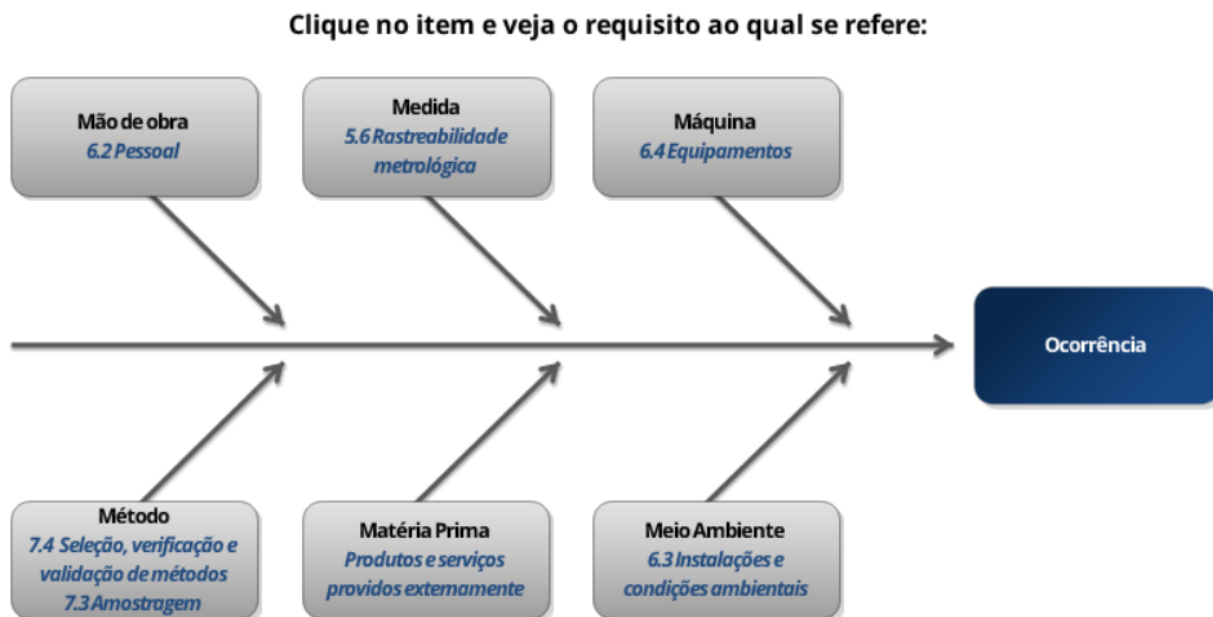 Clique no item e veja o requisito ao qual se refere:
Mão de obra
6.2 Pessoal
Medida
5.6 Rastreabilidade
metrológica
Máquina
6.4 Equipamentos
Ocorrência
Método
7.4 Seleção, verificação e
validação de métodos
7.3 Amostragem
Matéria Prima
Produtos e serviços
providos externamente
Meio Ambiente
6.3 Instalações e
condições ambientais